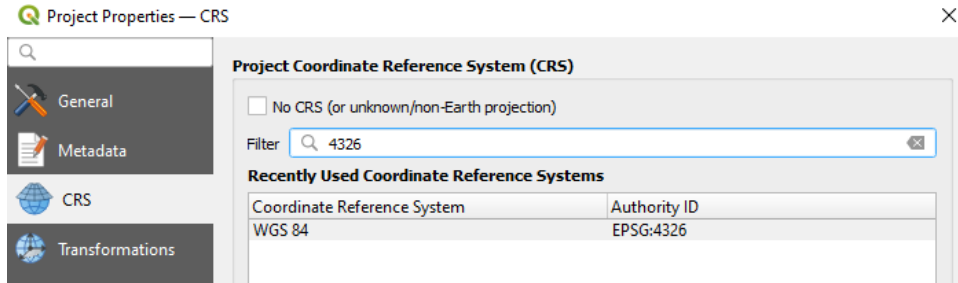 Project Properties — CRS
Project Coordinate Reference System (CRS)
General
No CRS (or unknown/non-Earth projection)
Filter 4326
Metadata
Recently Used Coordinate Reference Systems
CRS
Coordinate Reference System Authority ID
WGS 84 EPSG:4326
Transformations